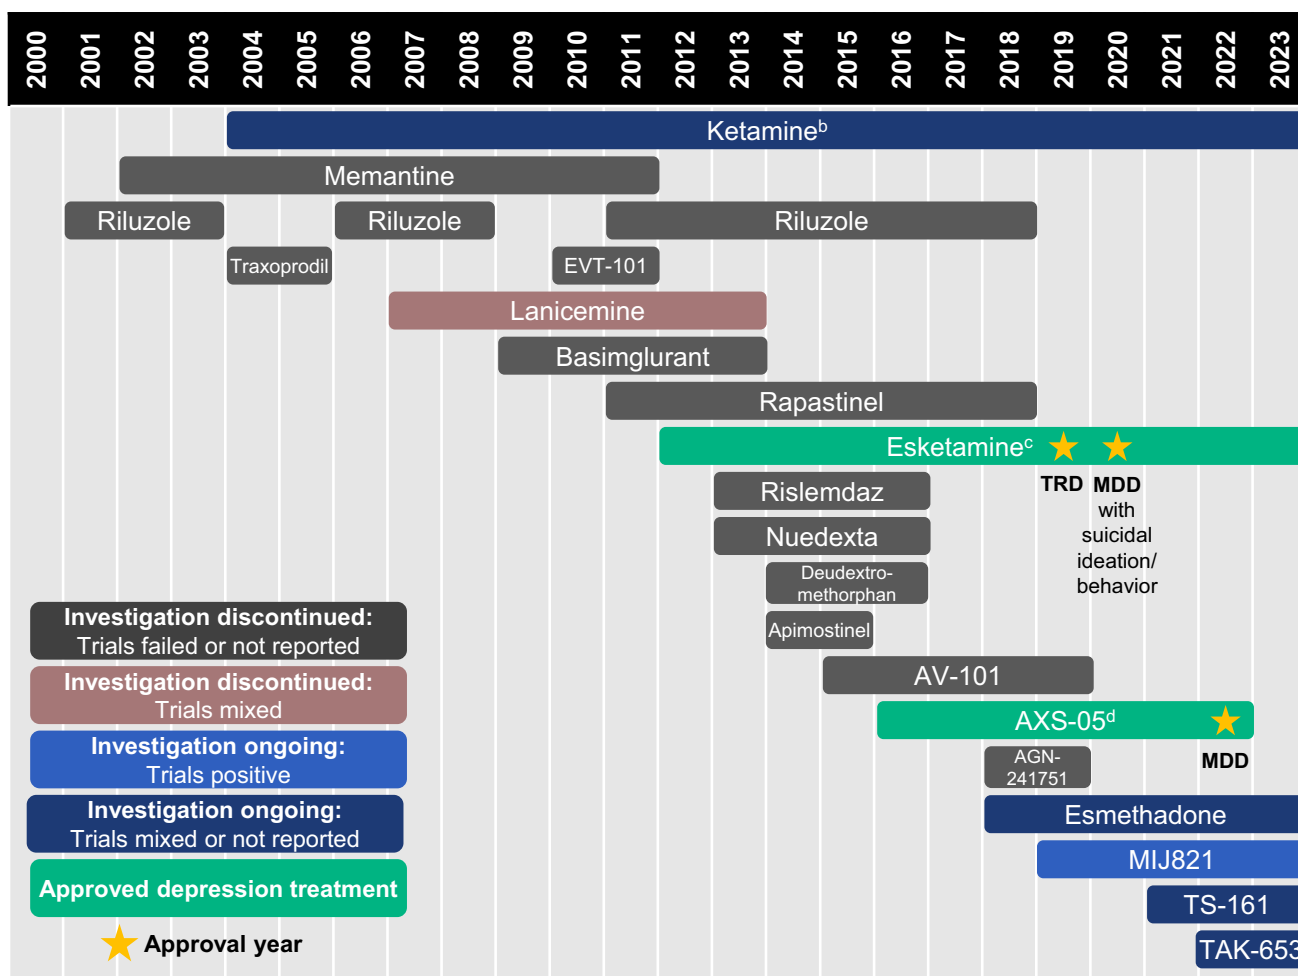 2000 2001 2002 2003 2004 2005 2006 2007 2008 2009 2010 2011 2012 2013 2014 2015 2016 2017 2018 2019 2020 2021 2022 2023
Ketamineᵇ
Memantine
Riluzole Riluzole Riluzole
Traxoprodil EVT-101
Lanicemine
Basimglurant
Rapastinel
Esketamineᶜ
TRD MDD
with
suicidal
ideation/
behavior
Rislemdaz
Nuedexta
Deudextro-
methorphan
Apimostinel
AV-101
AXS-05ᵈ
MDD
AGN-
241751
Esmethadone
MIJ821
TS-161
TAK-653
Investigation discontinued:
Trials failed or not reported
Investigation discontinued:
Trials mixed
Investigation ongoing:
Trials positive
Investigation ongoing:
Trials mixed or not reported
Approved depression treatment
Approval year